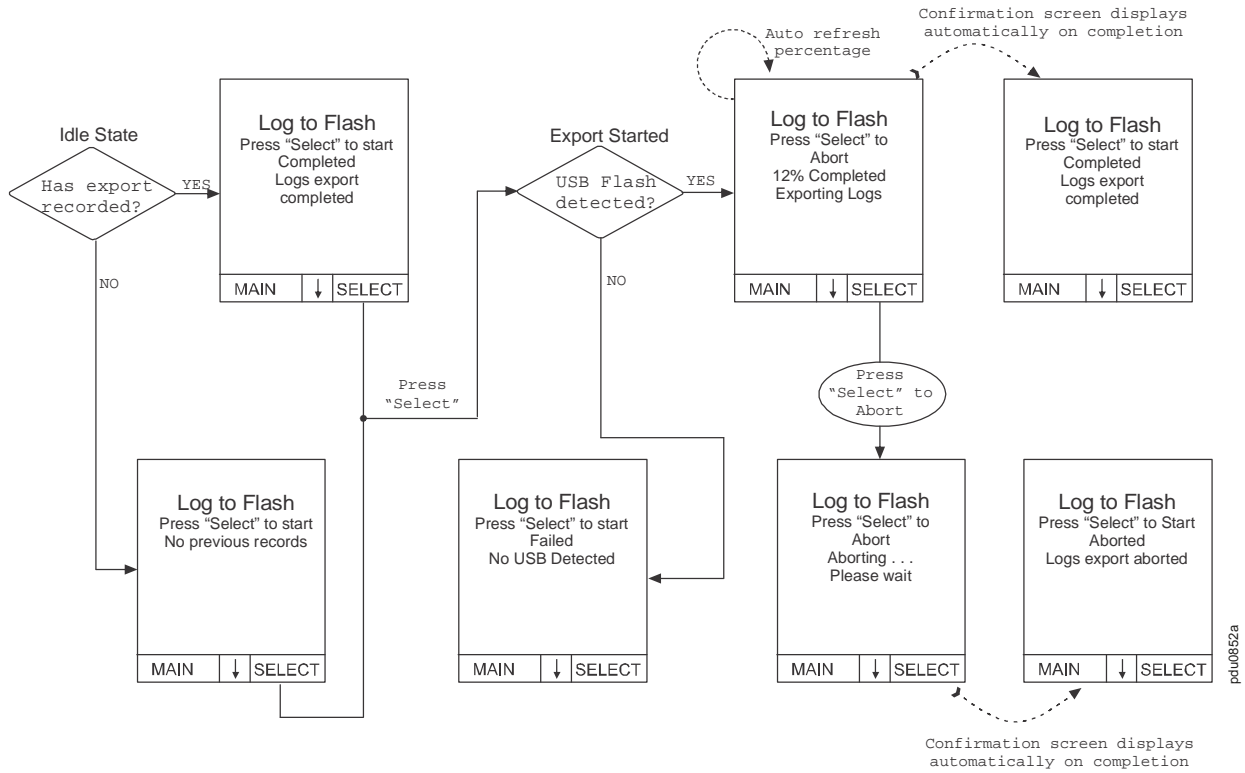 Confirmation screen displays
automatically on completion
Auto refresh
percentage
Idle State
Has export
recorded?
YES
NO
Log to Flash
Press “Select” to start
Completed
Logs export
completed
MAIN ↓ SELECT
Press
“Select”
Export Started
USB Flash
detected?
YES
NO
Log to Flash
Press “Select” to
Abort
12% Completed
Exporting Logs
MAIN ↓ SELECT
Log to Flash
Press “Select” to start
Completed
Logs export
completed
MAIN ↓ SELECT
Press
“Select” to
Abort
Log to Flash
Press “Select” to start
No previous records
MAIN ↓ SELECT
Log to Flash
Press “Select” to start
Failed
No USB Detected
MAIN ↓ SELECT
Log to Flash
Press “Select” to
Abort
Aborting . . .
Please wait
MAIN ↓ SELECT
Log to Flash
Press “Select” to Start
Aborted
Logs export aborted
MAIN ↓ SELECT
Confirmation screen displays
automatically on completion
pdu0852a